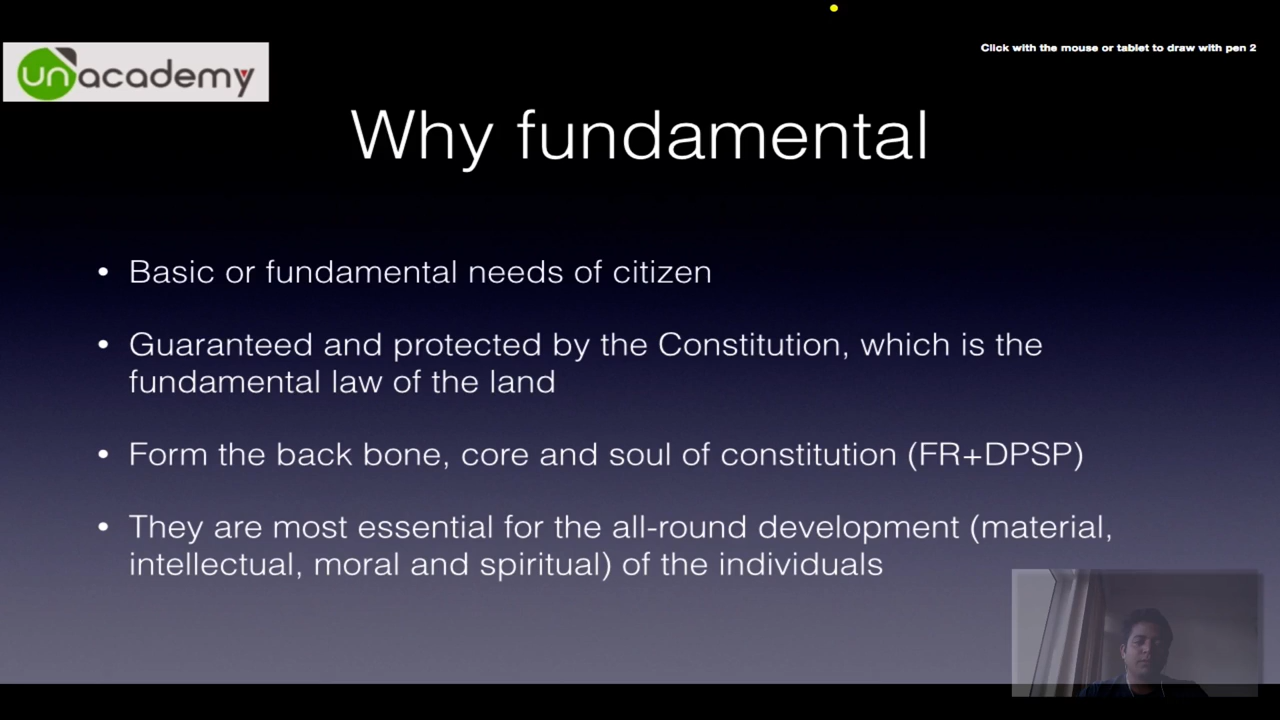 Click with the mouse or tablet to draw with pen 2
unacademy
Why fundamental
• Basic or fundamental needs of citizen
• Guaranteed and protected by the Constitution, which is the
fundamental law of the land
• Form the back bone, core and soul of constitution (FR+DPSP)
• They are most essential for the all-round development (material,
intellectual, moral and spiritual) of the individuals